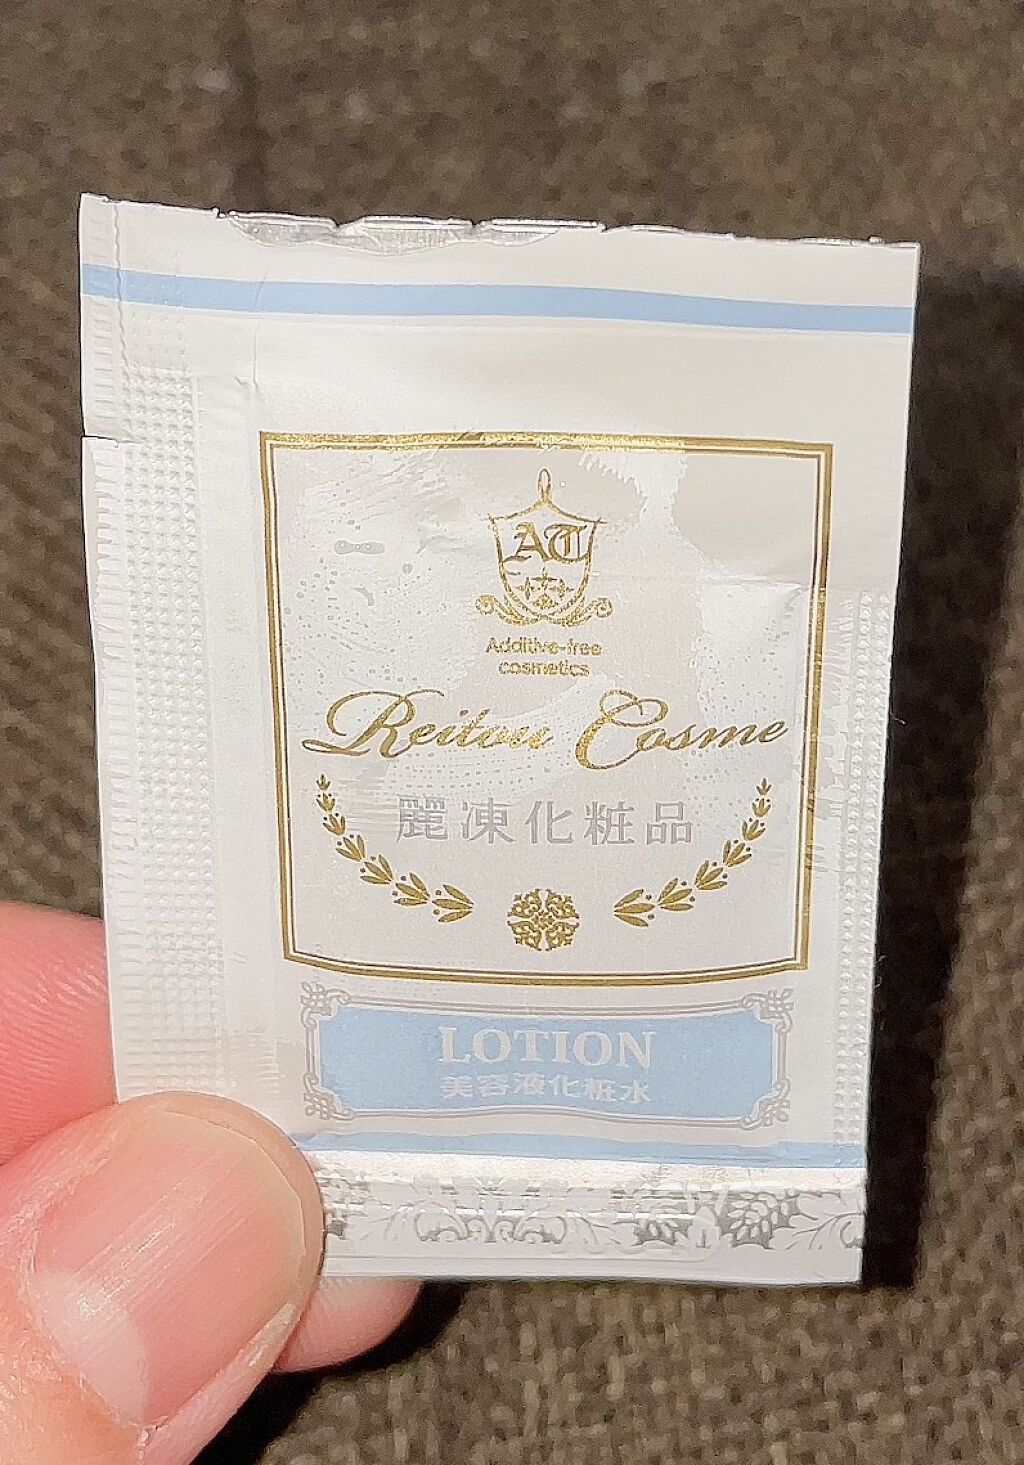 AT
Additive-free
cosmetics
Reitou Cosme
麗凍化粧品
LOTION
美容液化粧水